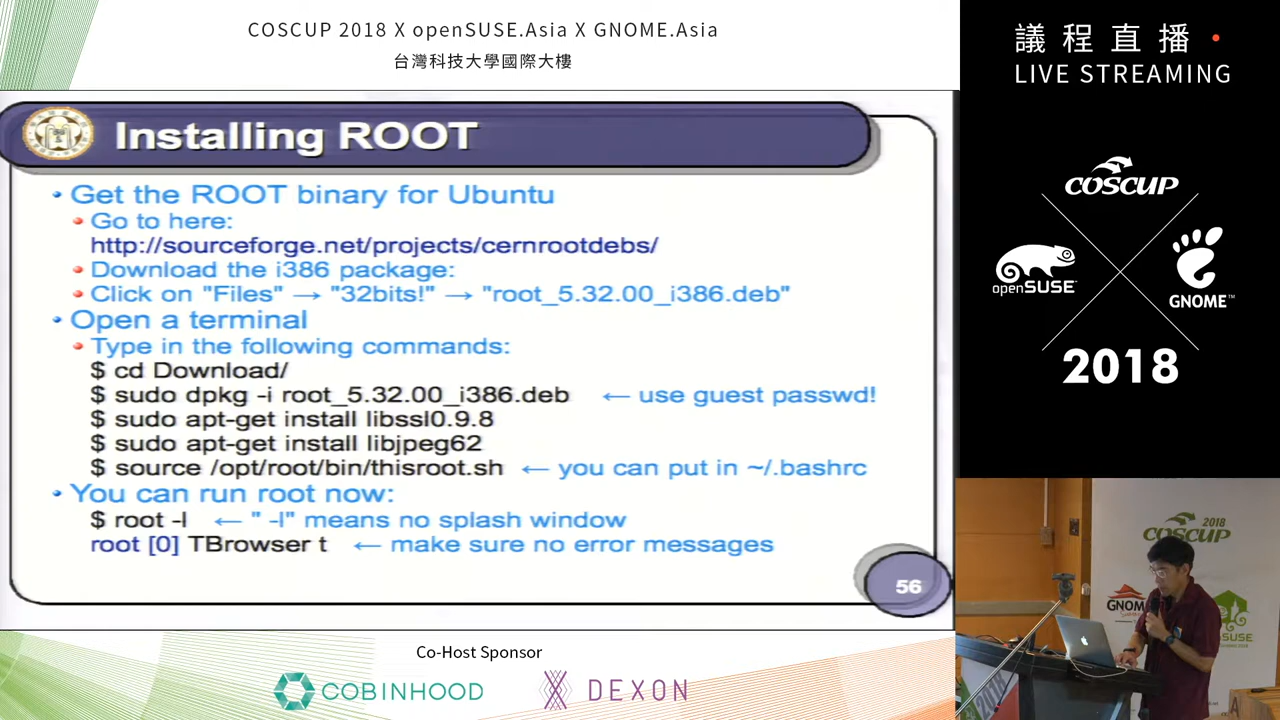 COSCUP 2018 X openSUSE.Asia X GNOME.Asia
台灣科技大學國際大樓
議程直播
LIVE STREAMING
Installing ROOT
• Get the ROOT binary for Ubuntu
• Go to here:
http://sourceforge.net/projects/cernrootdebs/
• Download the i386 package:
• Click on "Files" → "32bits!" → "root_5.32.00_i386.deb"
• Open a terminal
• Type in the following commands:
$ cd Download/
$ sudo dpkg -i root_5.32.00_i386.deb ← use guest passwd!
$ sudo apt-get install libssl0.9.8
$ sudo apt-get install libjpeg62
$ source /opt/root/bin/thisroot.sh ← you can put in ~/.bashrc
• You can run root now:
$ root -l ← " -l" means no splash window
root [0] TBrowser t ← make sure no error messages
56
COSCUP
openSUSE
GNOME™
2018
2018
COSCUP
GNOM
SUSE
Co-Host Sponsor
COBINHOOD
DEXON